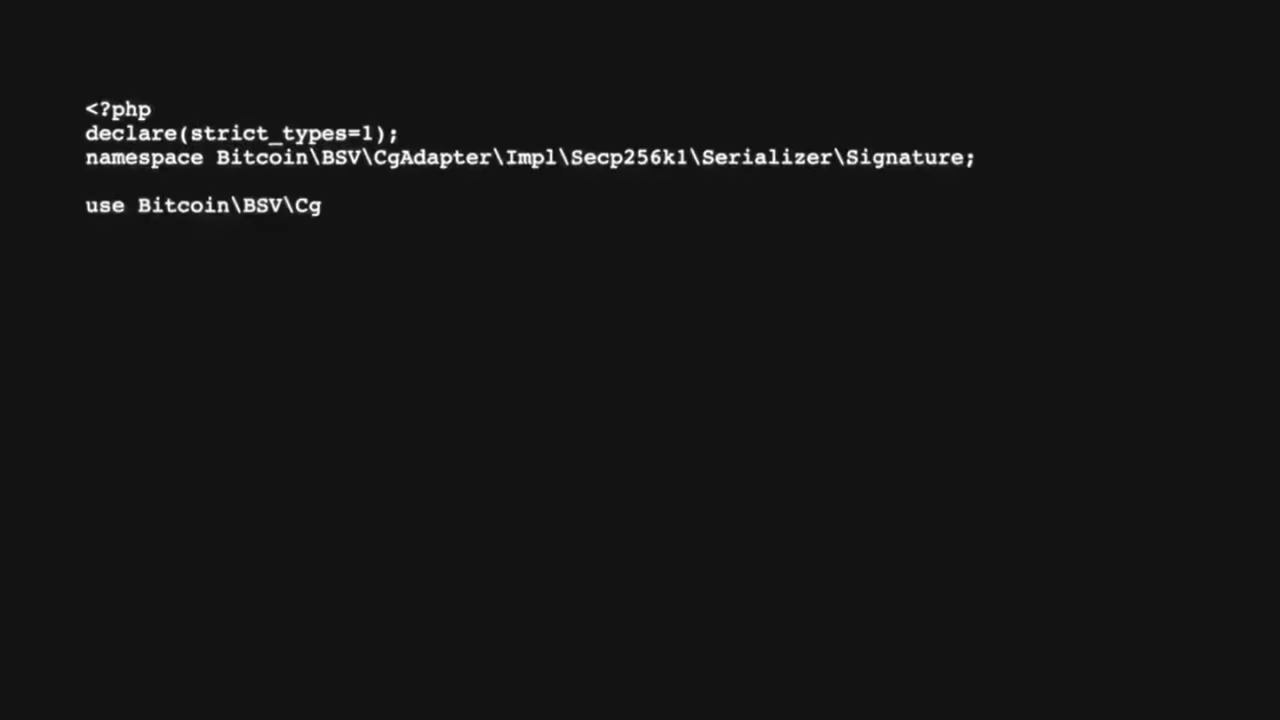 <?php
declare(strict_types=1);
namespace Bitcoin\BSV\CgAdapter\Impl\Secp256k1\Serializer\Signature;
use Bitcoin\BSV\Cg